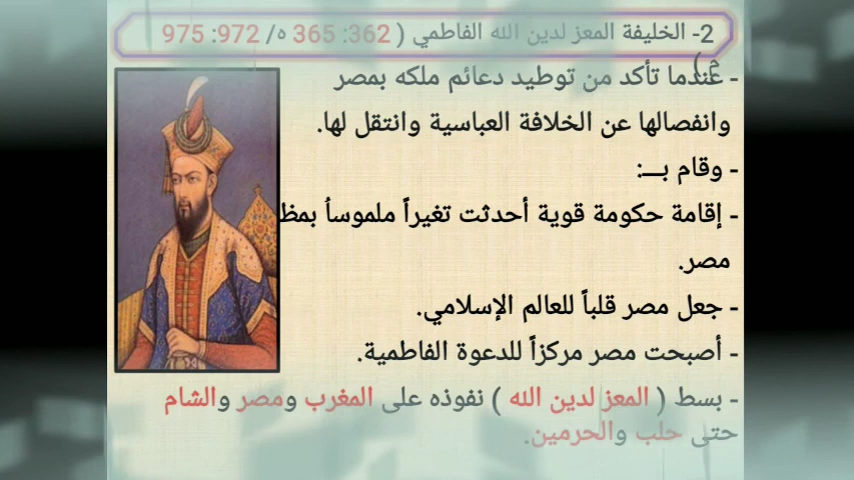 2- الخليفة المعز لدين الله الفاطمي ( 362: 365 ه/ 972: 975
م )
- عندما تأكد من توطيد دعائم ملكه بمصر
وانفصالها عن الخلافة العباسية وانتقل لها.
- وقام بـــ:
- إقامة حكومة قوية أحدثت تغيراً ملموساُ بمظ
مصر.
- جعل مصر قلباً للعالم الإسلامي.
- أصبحت مصر مركزاً للدعوة الفاطمية.
- بسط ( المعز لدين الله ) نفوذه على المغرب ومصر والشام
حتى حلب والحرمين.